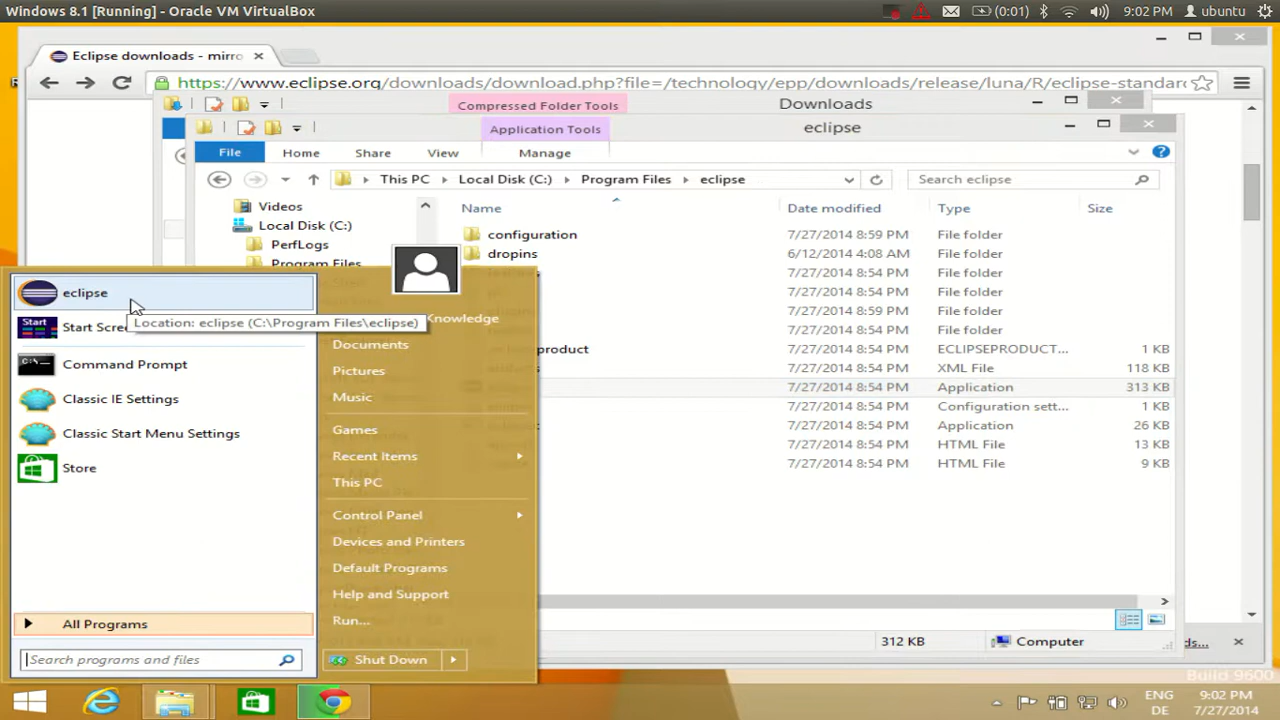 Windows 8.1 [Running] - Oracle VM VirtualBox
(0:01)
9:02 PM
ubuntu
Eclipse downloads - mirro
https://www.eclipse.org/downloads/download.php?file=/technology/epp/downloads/release/luna/R/eclipse-standard
Compressed Folder Tools
Downloads
Application Tools
eclipse
File
Home
Share
View
Manage
This PC
Local Disk (C:)
Program Files
eclipse
Search eclipse
Videos
Local Disk (C:)
PerfLogs
Program Files
Name
Date modified
Type
Size
configuration
7/27/2014 8:59 PM
File folder
dropins
6/12/2014 4:08 AM
File folder
7/27/2014 8:54 PM
File folder
7/27/2014 8:54 PM
File folder
7/27/2014 8:54 PM
File folder
7/27/2014 8:54 PM
File folder
product
7/27/2014 8:54 PM
ECLIPSEPRODUCT...
1 KB
7/27/2014 8:54 PM
XML File
118 KB
7/27/2014 8:54 PM
Application
313 KB
7/27/2014 8:54 PM
Configuration sett...
1 KB
7/27/2014 8:54 PM
Application
26 KB
7/27/2014 8:54 PM
HTML File
13 KB
7/27/2014 8:54 PM
HTML File
9 KB
312 KB
Computer
ds...
eclipse
Start Scre
Location: eclipse (C:\Program Files\eclipse)
Command Prompt
Classic IE Settings
Classic Start Menu Settings
Store
All Programs
Search programs and files
Knowledge
Documents
Pictures
Music
Games
Recent Items
This PC
Control Panel
Devices and Printers
Default Programs
Help and Support
Run...
Shut Down
Build 9600
ENG
DE
9:02 PM
7/27/2014